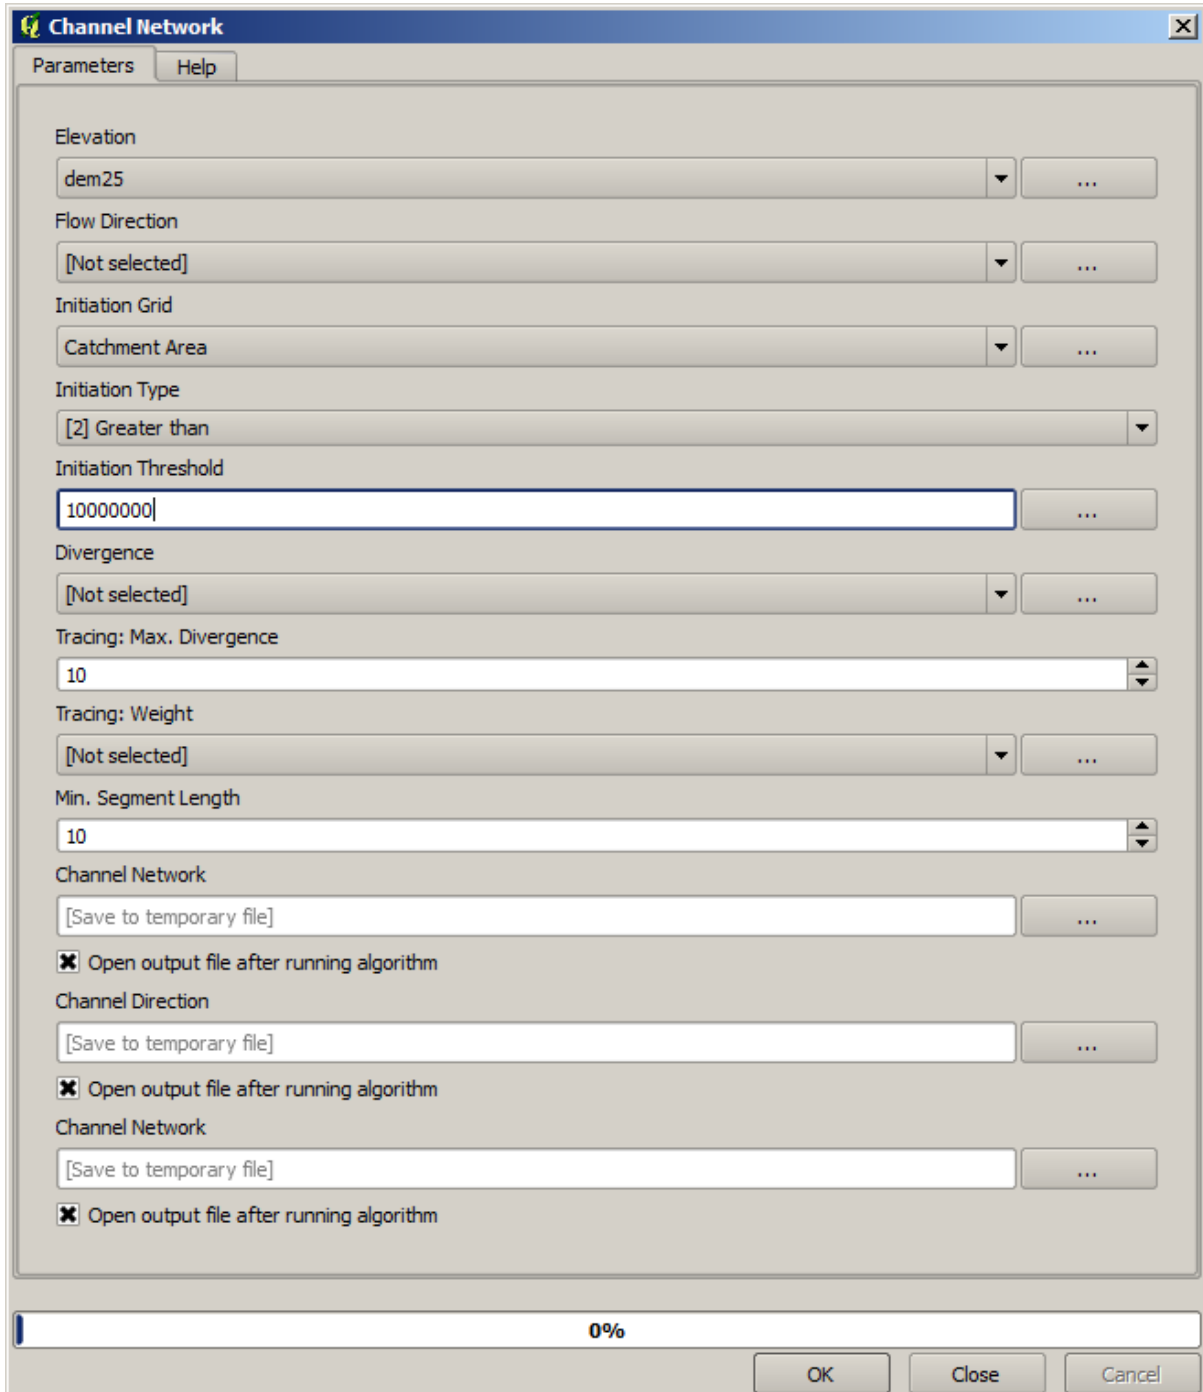 Channel Network
Parameters Help
Elevation
dem25 ...
Flow Direction
[Not selected] ...
Initiation Grid
Catchment Area ...
Initiation Type
[2] Greater than
Initiation Threshold
10000000 ...
Divergence
[Not selected] ...
Tracing: Max. Divergence
10
Tracing: Weight
[Not selected] ...
Min. Segment Length
10
Channel Network
[Save to temporary file] ...
Open output file after running algorithm
Channel Direction
[Save to temporary file] ...
Open output file after running algorithm
Channel Network
[Save to temporary file] ...
Open output file after running algorithm
0%
OK Close Cancel